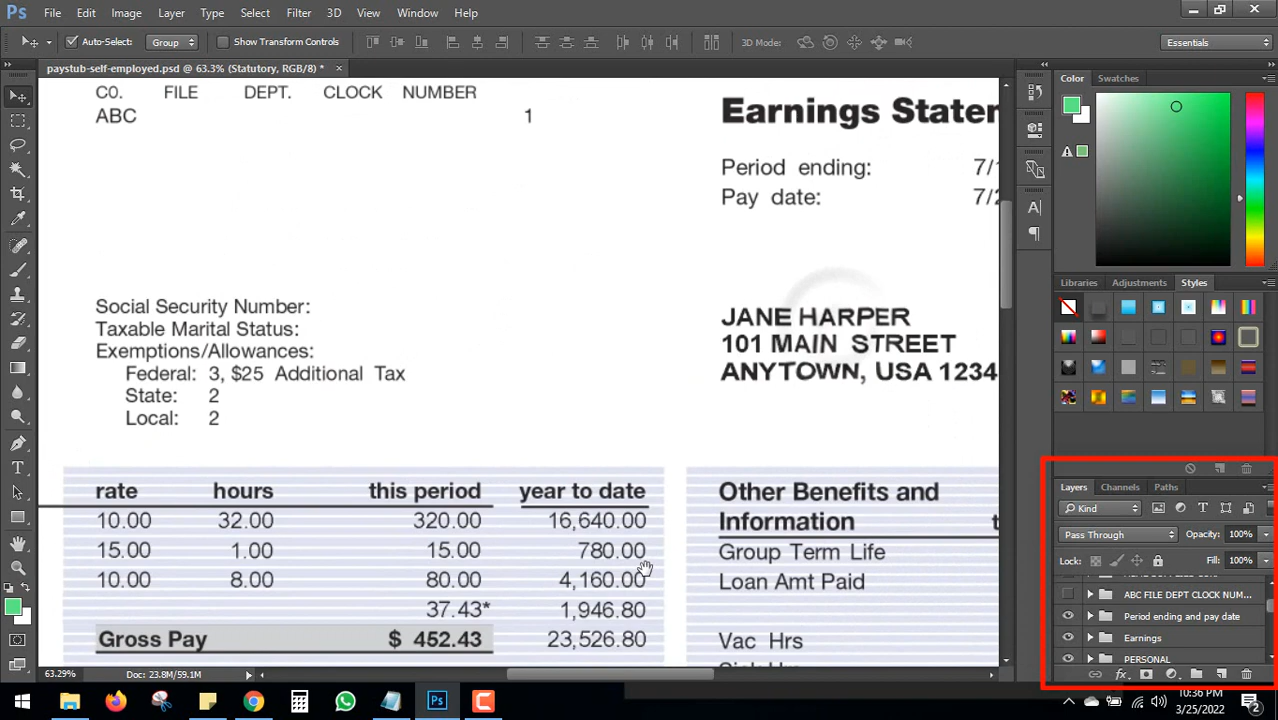 Ps File Edit Image Layer Type Select Filter 3D View Window Help
Auto-Select: Group Show Transform Controls 3D Mode: Essentials
paystub-self-employed.psd @ 63.3% (Statutory, RGB/8) * ×
C0. FILE DEPT. CLOCK NUMBER
ABC 1
Earnings Stater
Period ending: 7/1
Pay date: 7/2
Social Security Number:
Taxable Marital Status:
Exemptions/Allowances:
Federal: 3, $25 Additional Tax
State: 2
Local: 2
JANE HARPER
101 MAIN STREET
ANYTOWN, USA 1234
rate hours this period year to date
10.00 32.00 320.00 16,640.00
15.00 1.00 15.00 780.00
10.00 8.00 80.00 4,160.00
37.43* 1,946.80
Gross Pay $ 452.43 23,526.80
Other Benefits and
Information t
Group Term Life
Loan Amt Paid
Vac Hrs
Color Swatches
Libraries Adjustments Styles
Layers Channels Paths
Kind
Pass Through Opacity: 100%
Lock: Fill: 100%
ABC FILE DEPT CLOCK NUM...
Period ending and pay date
Earnings
PERSONAL
63.29% Doc: 23.8M/59.1M
Ps
10:36 PM
3/25/2022
2